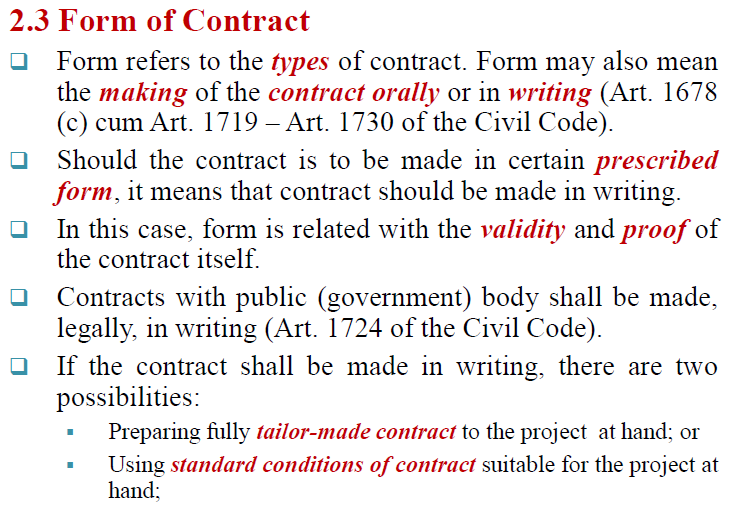 2.3 Form of Contract
❑ Form refers to the types of contract. Form may also mean
the making of the contract orally or in writing (Art. 1678
(c) cum Art. 1719 – Art. 1730 of the Civil Code).
❑ Should the contract is to be made in certain prescribed
form, it means that contract should be made in writing.
❑ In this case, form is related with the validity and proof of
the contract itself.
❑ Contracts with public (government) body shall be made,
legally, in writing (Art. 1724 of the Civil Code).
❑ If the contract shall be made in writing, there are two
possibilities:
▪ Preparing fully tailor-made contract to the project at hand; or
▪ Using standard conditions of contract suitable for the project at
hand;